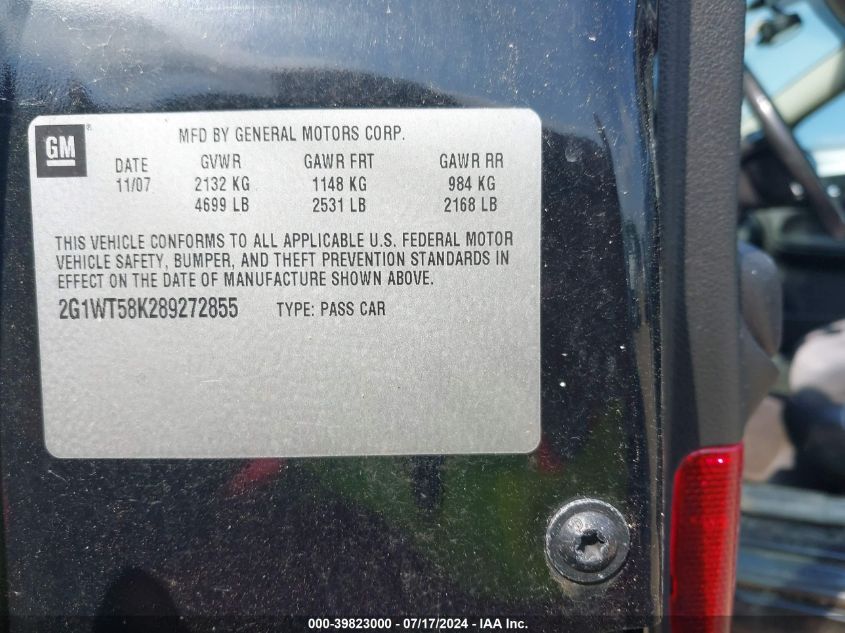 GM ® MFD BY GENERAL MOTORS CORP.
DATE GVWR GAWR FRT GAWR RR
11/07 2132 KG 1148 KG 984 KG
4699 LB 2531 LB 2168 LB
THIS VEHICLE CONFORMS TO ALL APPLICABLE U.S. FEDERAL MOTOR
VEHICLE SAFETY, BUMPER, AND THEFT PREVENTION STANDARDS IN
EFFECT ON THE DATE OF MANUFACTURE SHOWN ABOVE.
2G1WT58K289272855 TYPE: PASS CAR
000-39823000 / 07/17/2024 - IAA Inc.